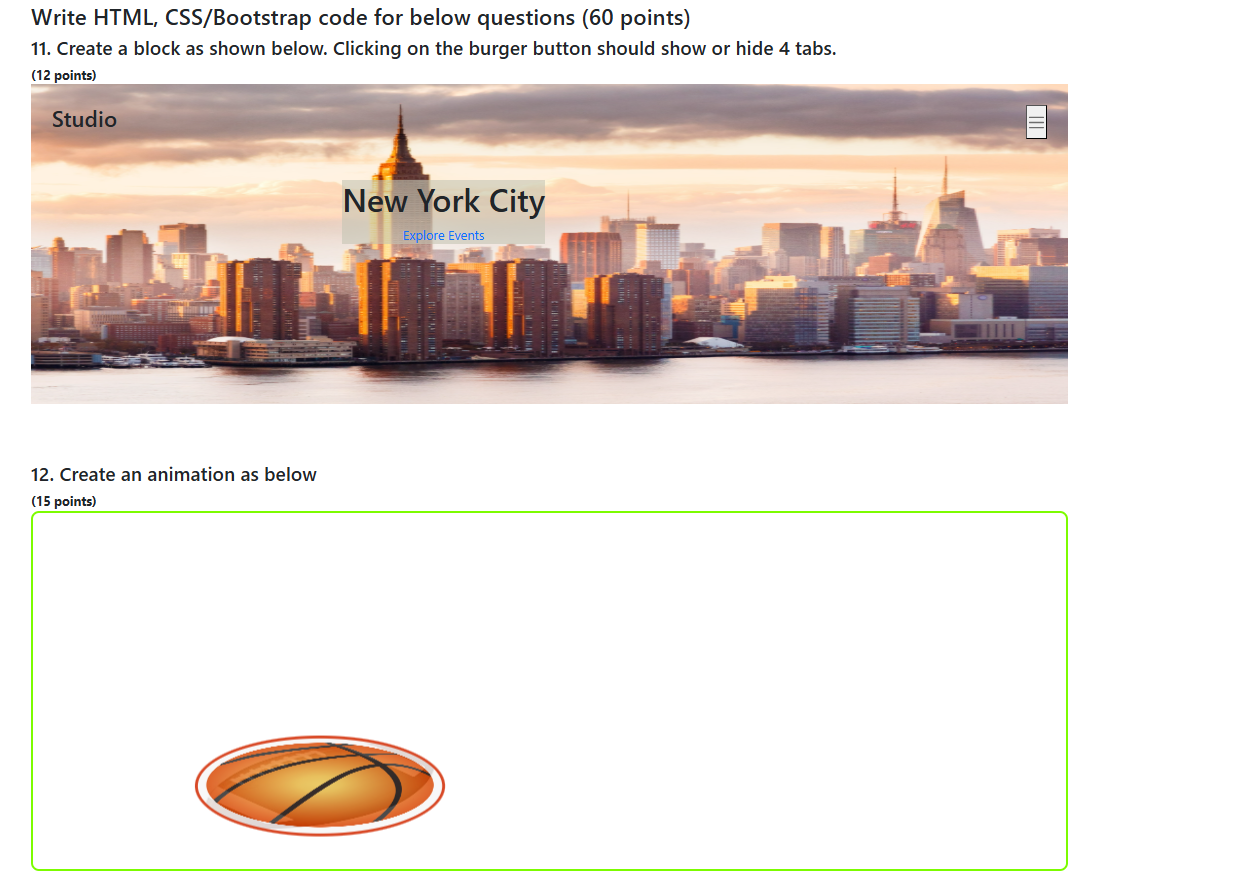 Write HTML, CSS/Bootstrap code for below questions (60 points)
11. Create a block as shown below. Clicking on the burger button should show or hide 4 tabs.
(12 points)
Studio
New York City
Explore Events
12. Create an animation as below
(15 points)